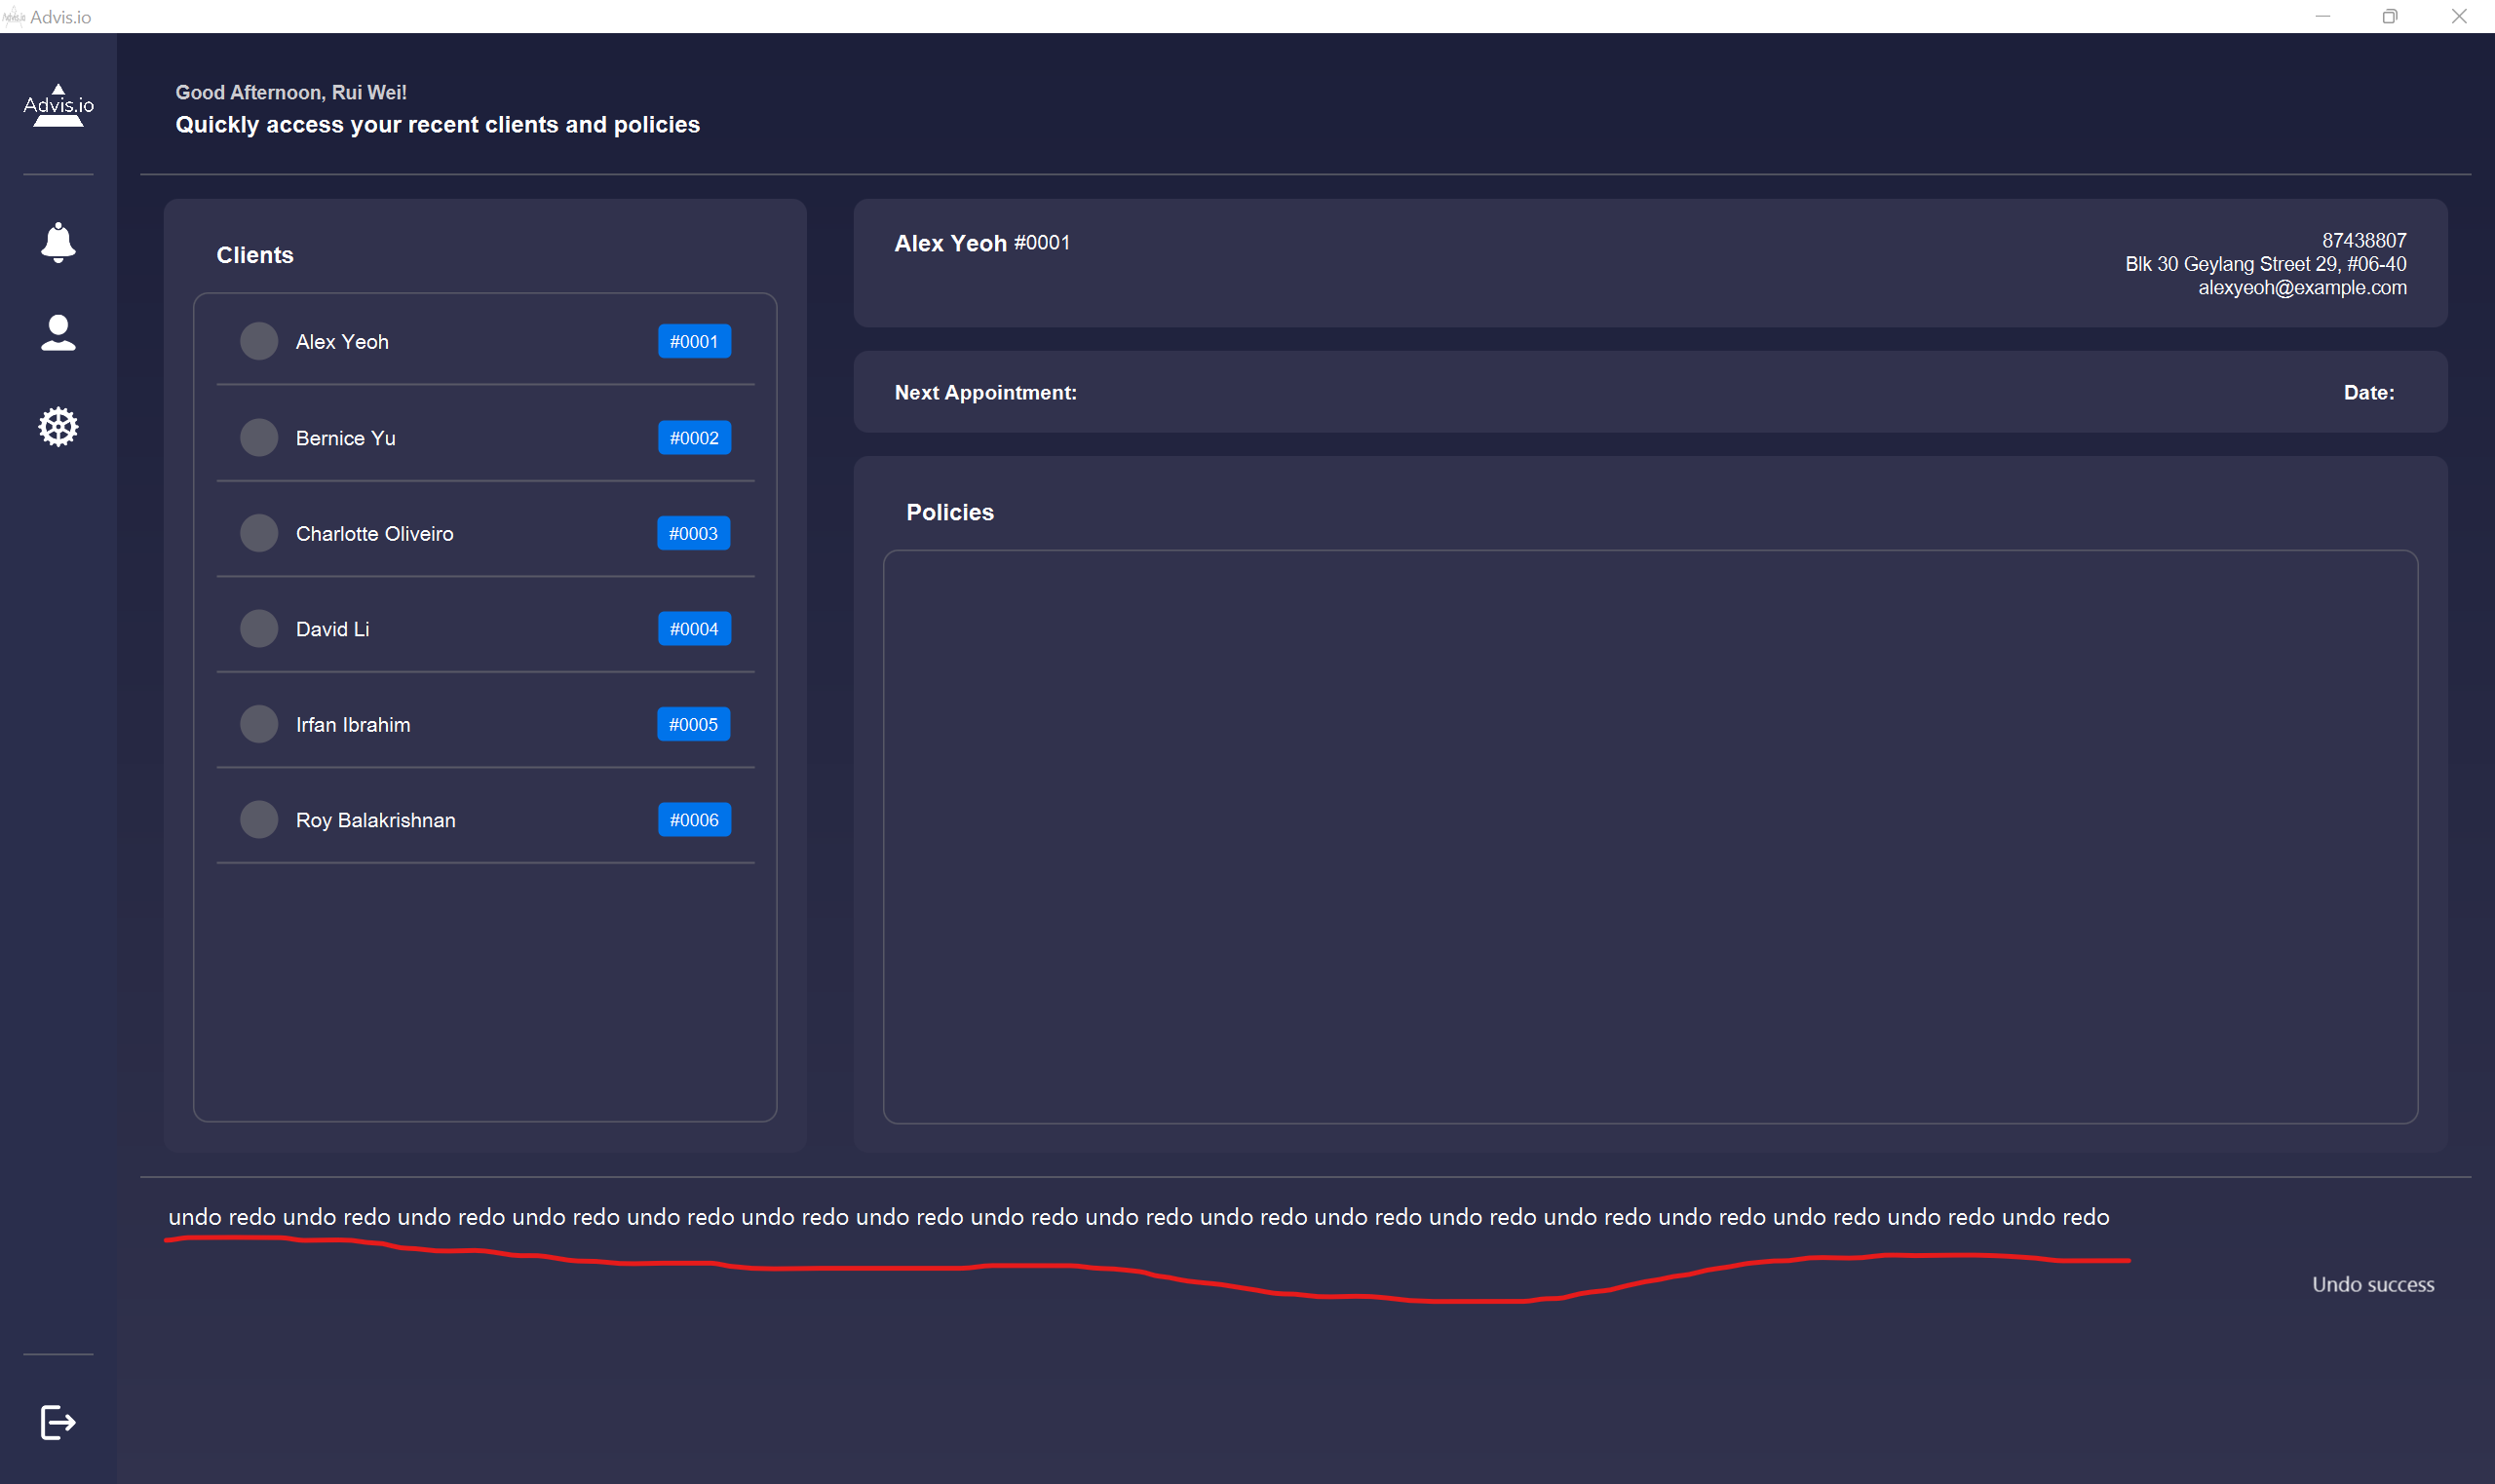 Advis.io
Advis.io
Good Afternoon, Rui Wei!
Quickly access your recent clients and policies
Clients
Alex Yeoh #0001
Bernice Yu #0002
Charlotte Oliveiro #0003
David Li #0004
Irfan Ibrahim #0005
Roy Balakrishnan #0006
Alex Yeoh #0001
87438807
Blk 30 Geylang Street 29, #06-40
alexyeoh@example.com
Next Appointment: Date:
Policies
undo redo undo redo undo redo undo redo undo redo undo redo undo redo undo redo undo redo undo redo undo redo undo redo undo redo undo redo undo redo undo redo undo redo
Undo success